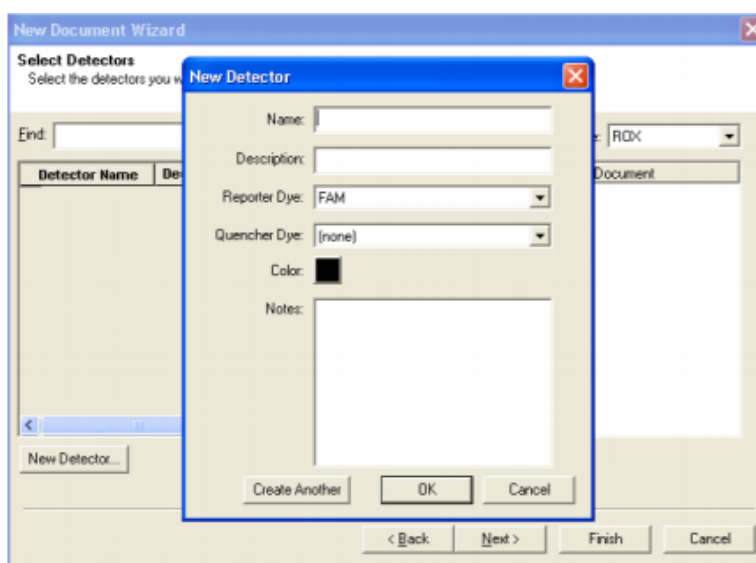 New Document Wizard
Select Detectors
Select the detectors you w
New Detector
Find:
ROX
Detector Name De
Document
Name:
Description:
Reporter Dye: FAM
Quencher Dye: (none)
Color:
Notes:
New Detector...
Create Another OK Cancel
< Back Next > Finish Cancel